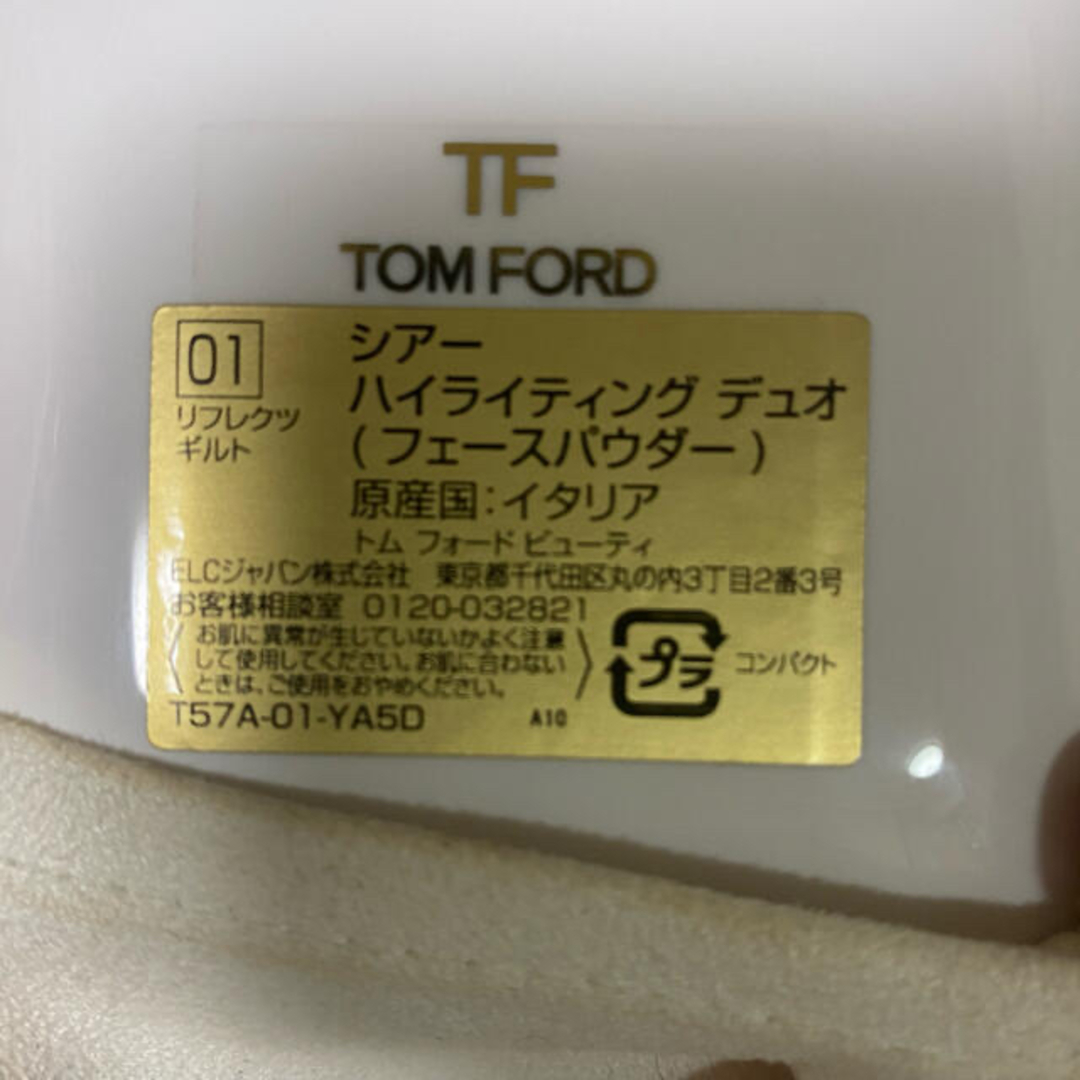 TF
TOM FORD
01
リフレクツ
ギルト
シアー
ハイライティング デュオ
(フェースパウダー)
原産国:イタリア
トム フォード ビューティ
ELCジャパン株式会社 東京都千代田区丸の内3丁目2番3号
お客様相談室 0120-032821
〈お肌に異常が生じていないかよく注意
して使用してください。お肌に合わない
ときは、ご使用をおやめください。〉
プラ コンパクト
T57A-01-YA5D A10